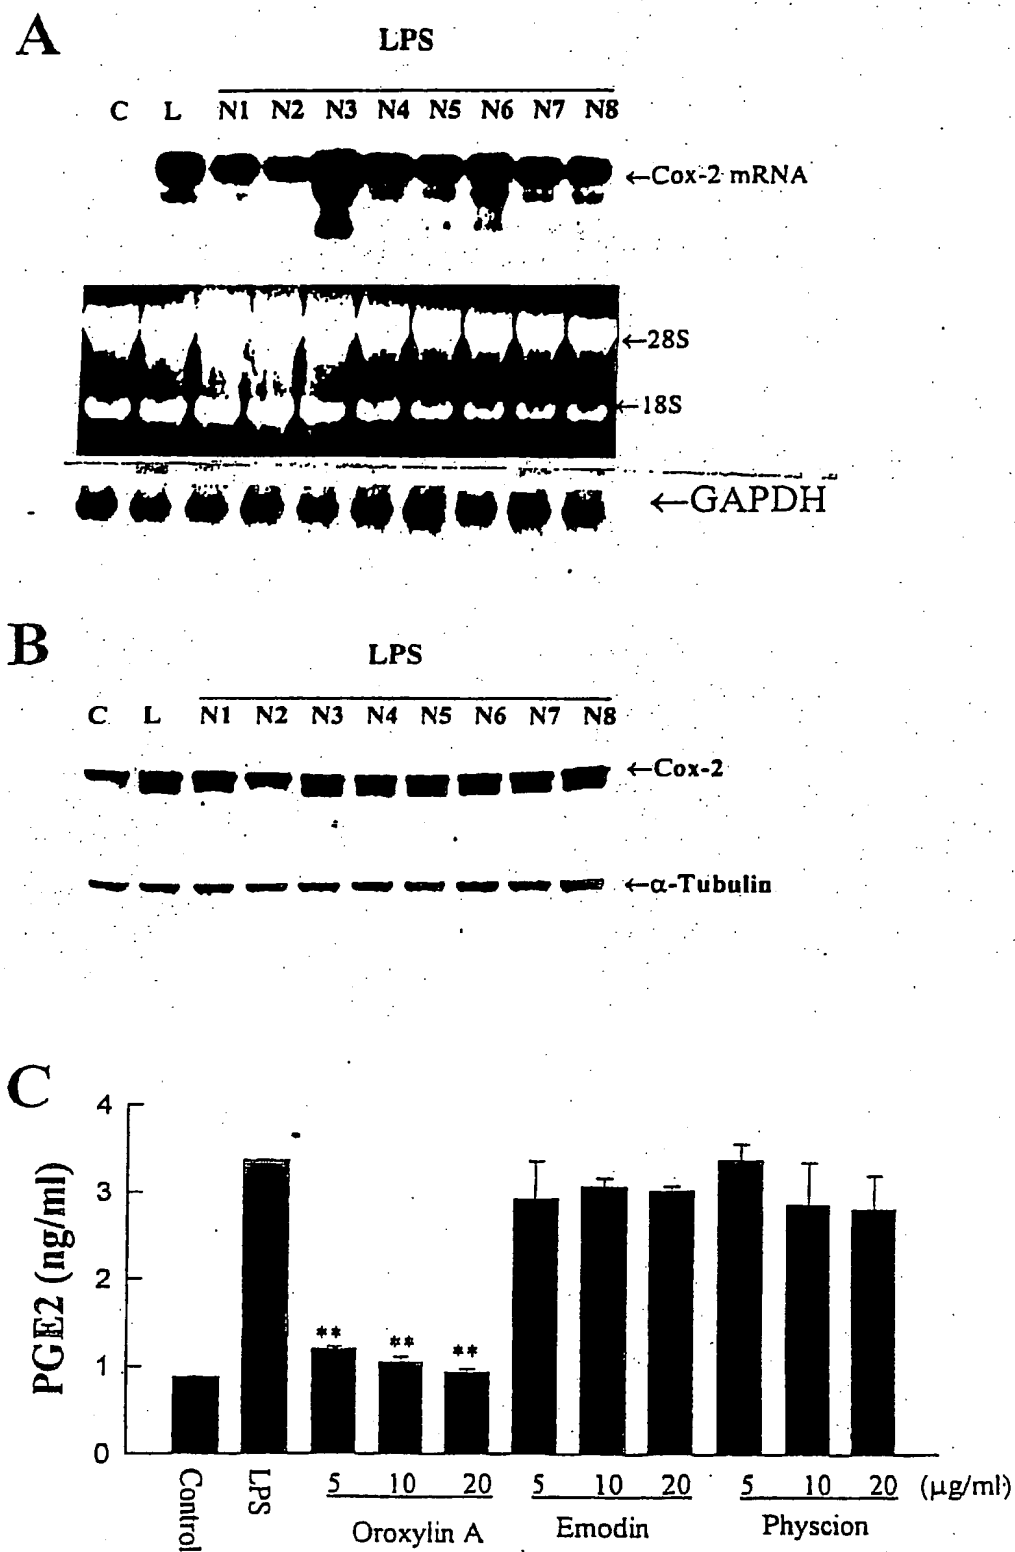 A
LPS
C L N1 N2 N3 N4 N5 N6 N7 N8
←Cox-2 mRNA
←28S
←18S
←GAPDH
B
LPS
C L N1 N2 N3 N4 N5 N6 N7 N8
←Cox-2
←α-Tubulin
C
PGE2 (ng/ml)
4
3
2
1
0
** ** **
Control LPS 5 10 20 5 10 20 5 10 20 (μg/ml)
Oroxylin A Emodin Physcion